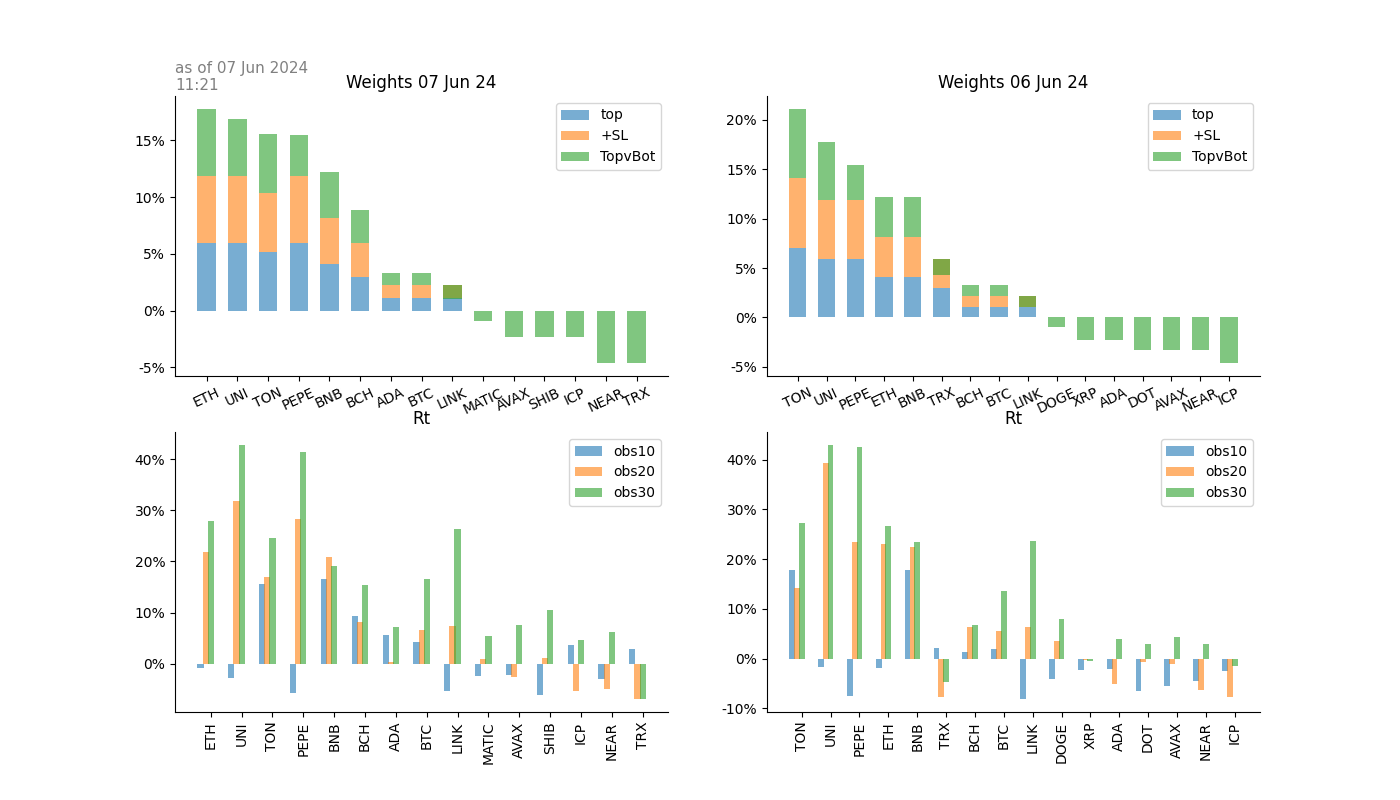 as of 07 Jun 2024
11:21
Weights 07 Jun 24
top
+SL
TopvBot
15%
10%
5%
0%
-5%
ETH UNI TON PEPE BNB BCH ADA BTC LINK MATIC AVAX SHIB ICP NEAR TRX
Weights 06 Jun 24
top
+SL
TopvBot
20%
15%
10%
5%
0%
-5%
TON UNI PEPE ETH BNB TRX BCH BTC LINK DOGE XRP ADA DOT AVAX NEAR ICP
Rt
obs10
obs20
obs30
40%
30%
20%
10%
0%
ETH UNI TON PEPE BNB BCH ADA BTC LINK MATIC AVAX SHIB ICP NEAR TRX
Rt
obs10
obs20
obs30
40%
30%
20%
10%
0%
-10%
TON UNI PEPE ETH BNB TRX BCH BTC LINK DOGE XRP ADA DOT AVAX NEAR ICP